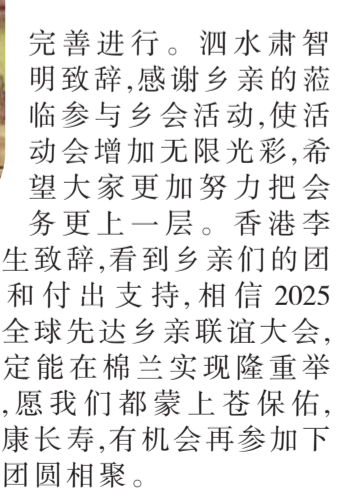 完善进行。泗水肃智
明致辞,感谢乡亲的莅
临参与乡会活动,使活
动会增加无限光彩,希
望大家更加努力把会
务更上一层。香港李
生致辞,看到乡亲们的团
和付出支持,相信 2025
全球先达乡亲联谊大会,
定能在棉兰实现隆重举
,愿我们都蒙上苍保佑,
康长寿,有机会再参加下
团圆相聚。